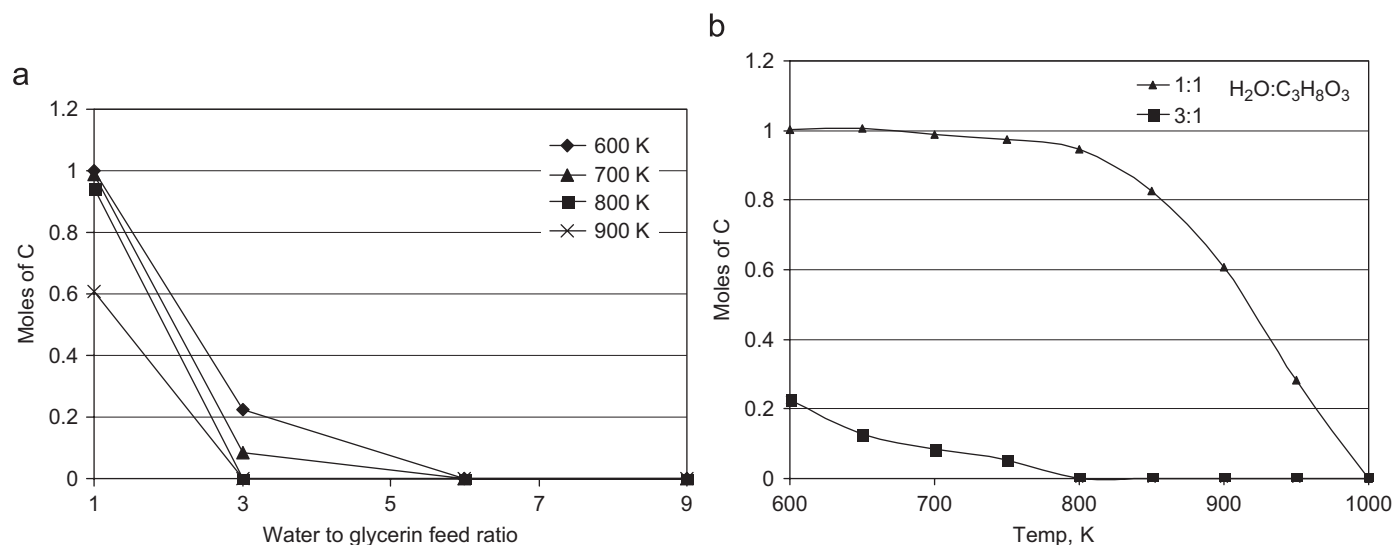 a
1.2
1
0.8
0.6
0.4
0.2
0
Moles of C
600 K
700 K
800 K
900 K
1 3 5 7 9
Water to glycerin feed ratio
b
1.2
1
0.8
0.6
0.4
0.2
0
Moles of C
1:1 H₂O:C₃H₈O₃
3:1
600 700 800 900 1000
Temp, K